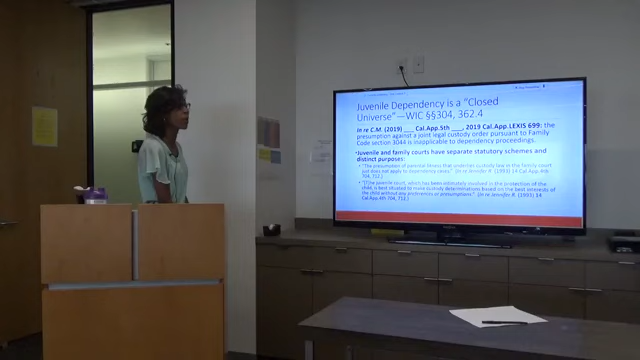 Juvenile Dependency is a "Closed
Universe"—WIC §§304, 362.4
In re C.M. (2019) ___ Cal.App.5th ___, 2019 Cal.App.LEXIS 699: the
presumption against a joint legal custody order pursuant to Family
Code section 3044 is inapplicable to dependency proceedings.
Juvenile and family courts have separate statutory schemes and
distinct purposes:
"The presumption of parental fitness that underlies custody law in the family court
just does not apply to dependency cases." (In re Jennifer R. (1993) 14 Cal.App.4th
704, 712.)
"[T]he juvenile court, which has been intimately involved in the protection of the
child, is best situated to make custody determinations based on the best interests of
the child without any preferences or presumptions." (In re Jennifer R. (1993) 14
Cal.App.4th 704, 712.)